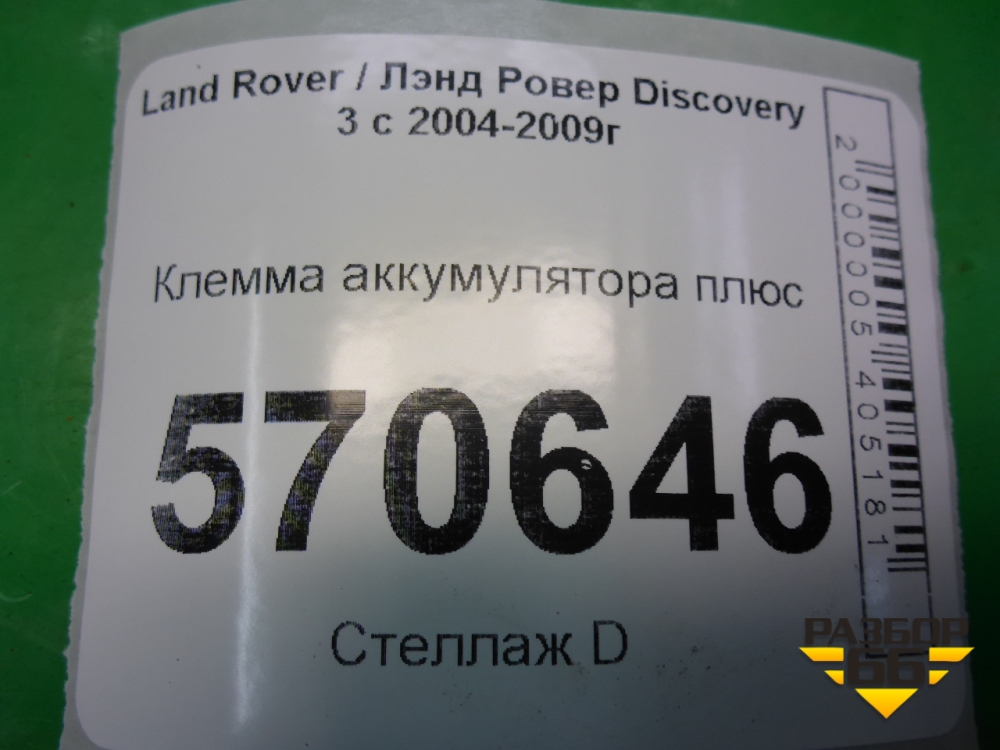 Land Rover / Лэнд Ровер Discovery
3 с 2004-2009г
Клемма аккумулятора плюс
570646
Стеллаж D
2000005405181
РАЗБОР
66